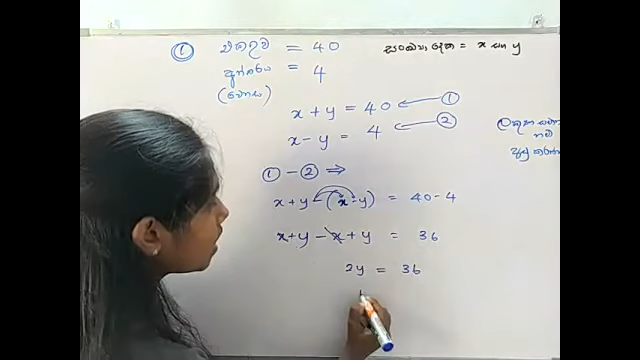 ① එකතුව = 40
සංඛ්‍යා දෙක = x සහ y
අන්තරය = 4
(වෙනස)
x + y = 40 ← ①
x - y = 4 ← ②
① - ② ⇒
x + y - (x - y) = 40 - 4
x + y - x + y = 36
2y = 36